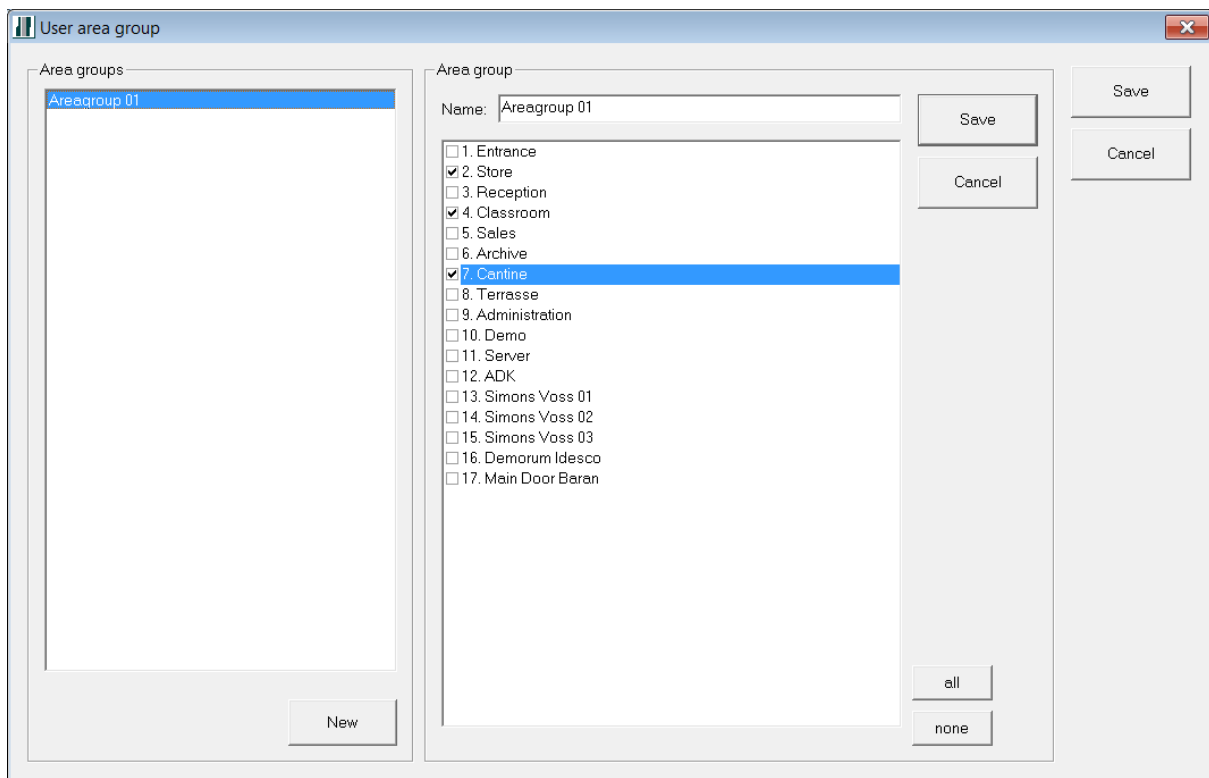 User area group
Area groups
Areagroup 01
New
Area group
Name: Areagroup 01
1. Entrance
2. Store
3. Reception
4. Classroom
5. Sales
6. Archive
7. Cantine
8. Terrasse
9. Administration
10. Demo
11. Server
12. ADK
13. Simons Voss 01
14. Simons Voss 02
15. Simons Voss 03
16. Demorum Idesco
17. Main Door Baran
Save
Cancel
all
none
Save
Cancel